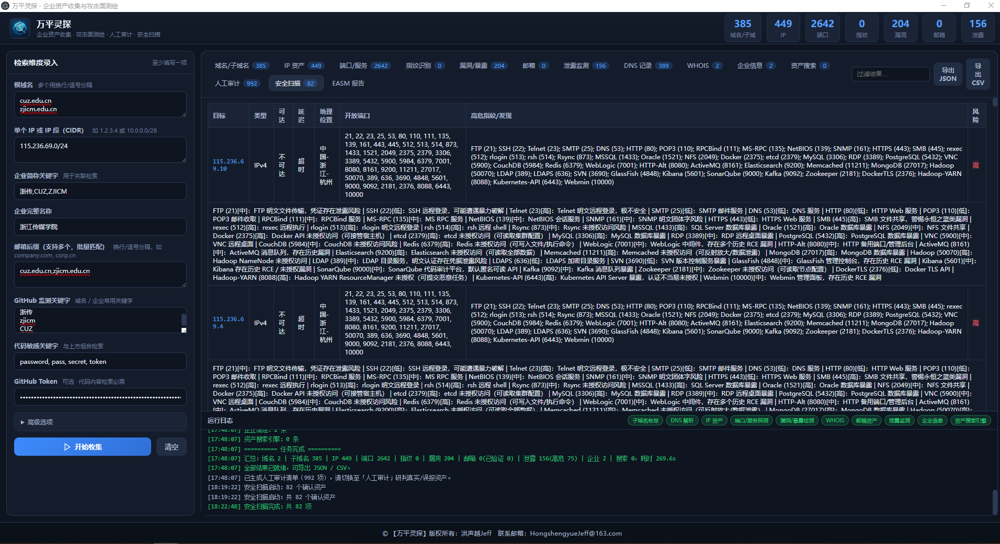 万平灵探 · 企业资产收集与攻击面测绘
万平灵探
企业资产收集 · 攻击面测绘 · 人工审计 · 安全扫描
385 域名/子域
449 IP
2642 端口
0 指纹
204 漏洞
0 邮箱
156 泄露
检索维度录入 至少填写一项
根域名 多个用换行/逗号分隔
cuz.edu.cn
zjicm.edu.cn
单个 IP 或 IP 段（CIDR） 如 1.2.3.4 或 10.0.0.0/28
115.236.69.0/24
企业简称关键字 用于关联检索
浙传,CUZ,ZJICM
企业完整名称
浙江传媒学院
邮箱后缀（支持多个，批量匹配） 换行/逗号分隔，如
company.com, corp.cn
cuz.edu.cn,zjicm.edu.cn
GitHub 监测关键字 域名 / 企业常用关键字
浙传
zjicm
CUZ
代码敏感关键字 与上方组合检索
password, pass, secret, token
GitHub Token 可选 · 代码内容检索必需
高级选项
开始收集 清空
域名/子域名 385 IP 资产 449 端口/服务 2642 指纹识别 0 漏洞/暴露 204 邮箱 0 泄露监测 156 DNS 记录 389 WHOIS 2 企业信息 2 资产搜索 0
人工审计 992 安全扫描 82 EASM 报告
过滤结果...
导出
JSON
导
出
CSV
目标 类型 可达 延迟 地理位置 开放端口 高危指纹/发现 风险
115.236.6
9.10
IPv4
不
可
达
超
时
中
国-
浙
江-
杭州
21, 22, 23, 25, 53, 80, 110, 111, 135,
139, 161, 443, 445, 512, 513, 514, 873,
1433, 1521, 2049, 2375, 2379, 3306,
3389, 5432, 5900, 5984, 6379, 7001,
8080, 8161, 9200, 11211, 27017,
50070, 389, 636, 3690, 4848, 5601,
9000, 9092, 2181, 2376, 8088, 6443,
10000
FTP (21); SSH (22); Telnet (23); SMTP (25); DNS (53); HTTP (80); POP3 (110); RPCBind (111); MS-RPC (135); NetBIOS (139); SNMP (161); HTTPS (443); SMB (445); rexec
(512); rlogin (513); rsh (514); Rsync (873); MSSQL (1433); Oracle (1521); NFS (2049); Docker (2375); etcd (2379); MySQL (3306); RDP (3389); PostgreSQL (5432); VNC
(5900); CouchDB (5984); Redis (6379); WebLogic (7001); HTTP-Alt (8080); ActiveMQ (8161); Elasticsearch (9200); Memcached (11211); MongoDB (27017); Hadoop
(50070); LDAP (389); LDAPS (636); SVN (3690); GlassFish (4848); Kibana (5601); SonarQube (9000); Kafka (9092); Zookeeper (2181); DockerTLS (2376); Hadoop-YARN
(8088); Kubernetes-API (6443); Webmin (10000)
高
FTP (21)[中]：FTP 明文文件传输，凭证存在泄露风险 | SSH (22)[低]：SSH 远程登录，可能遭遇暴力破解 | Telnet (23)[高]：Telnet 明文远程登录，极不安全 | SMTP (25)[低]：SMTP 邮件服务 | DNS (53)[低]：DNS 服务 | HTTP (80)[低]：HTTP Web 服务 | POP3 (110)[低]：
POP3 邮件收取 | RPCBind (111)[中]：RPCBind 服务 | MS-RPC (135)[中]：MS RPC 服务 | NetBIOS (139)[中]：NetBIOS 会话服务 | SNMP (161)[中]：SNMP 明文团体字风险 | HTTPS (443)[低]：HTTPS Web 服务 | SMB (445)[高]：SMB 文件共享，警惕永恒之蓝类漏洞 |
rexec (512)[高]：rexec 远程执行 | rlogin (513)[高]：rlogin 明文远程登录 | rsh (514)[高]：rsh 远程 shell | Rsync (873)[中]：Rsync 未授权访问风险 | MSSQL (1433)[高]：SQL Server 数据库暴露 | Oracle (1521)[高]：Oracle 数据库暴露 | NFS (2049)[中]：NFS 文件共享 |
Docker (2375)[高]：Docker API 未授权访问（可接管宿主机） | etcd (2379)[高]：etcd 未授权访问（可读取集群配置） | MySQL (3306)[高]：MySQL 数据库暴露 | RDP (3389)[高]：RDP 远程桌面暴露 | PostgreSQL (5432)[高]：PostgreSQL 数据库暴露 | VNC (5900)[中]：
VNC 远程桌面 | CouchDB (5984)[中]：CouchDB 未授权访问风险 | Redis (6379)[高]：Redis 未授权访问（可写入文件/执行命令） | WebLogic (7001)[高]：WebLogic 中间件，存在多个历史 RCE 漏洞 | HTTP-Alt (8080)[中]：HTTP 备用端口/管理后台 | ActiveMQ (8161)
[中]：ActiveMQ 消息队列，存在历史漏洞 | Elasticsearch (9200)[高]：Elasticsearch 未授权访问（可读取全部数据） | Memcached (11211)[高]：Memcached 未授权访问（可反射放大/数据泄露） | MongoDB (27017)[高]：MongoDB 数据库暴露 | Hadoop (50070)[高]：
Hadoop NameNode 未授权访问 | LDAP (389)[中]：LDAP 目录服务，明文认证存在凭据泄露风险 | LDAPS (636)[低]：LDAPS 加密目录服务 | SVN (3690)[低]：SVN 版本控制服务暴露 | GlassFish (4848)[中]：GlassFish 管理控制台，存在历史 RCE 漏洞 | Kibana (5601)[中]：
Kibana 存在历史 RCE / 未授权漏洞 | SonarQube (9000)[中]：SonarQube 代码审计平台，默认匿名可读 API | Kafka (9092)[中]：Kafka 消息队列暴露 | Zookeeper (2181)[中]：Zookeeper 未授权访问（可读取节点配置） | DockerTLS (2376)[低]：Docker TLS API |
Hadoop-YARN (8088)[高]：Hadoop YARN ResourceManager 未授权（可提交恶意任务） | Kubernetes-API (6443)[高]：Kubernetes API Server 暴露，认证不当易未授权 | Webmin (10000)[中]：Webmin 管理面板，存在历史 RCE 漏洞
115.236.6
9.4
IPv4
不
可
达
超
时
中
国-
浙
江-
杭州
21, 22, 23, 25, 53, 80, 110, 111, 135,
139, 161, 443, 445, 512, 513, 514, 873,
1433, 1521, 2049, 2375, 2379, 3306,
3389, 5432, 5900, 5984, 6379, 7001,
8080, 8161, 9200, 11211, 27017,
50070, 389, 636, 3690, 4848, 5601,
9000, 9092, 2181, 2376, 8088, 6443,
10000
FTP (21); SSH (22); Telnet (23); SMTP (25); DNS (53); HTTP (80); POP3 (110); RPCBind (111); MS-RPC (135); NetBIOS (139); SNMP (161); HTTPS (443); SMB (445); rexec
(512); rlogin (513); rsh (514); Rsync (873); MSSQL (1433); Oracle (1521); NFS (2049); Docker (2375); etcd (2379); MySQL (3306); RDP (3389); PostgreSQL (5432); VNC
(5900); CouchDB (5984); Redis (6379); WebLogic (7001); HTTP-Alt (8080); ActiveMQ (8161); Elasticsearch (9200); Memcached (11211); MongoDB (27017); Hadoop
(50070); LDAP (389); LDAPS (636); SVN (3690); GlassFish (4848); Kibana (5601); SonarQube (9000); Kafka (9092); Zookeeper (2181); DockerTLS (2376); Hadoop-YARN
(8088); Kubernetes-API (6443); Webmin (10000)
高
FTP (21)[中]：FTP 明文文件传输，凭证存在泄露风险 | SSH (22)[低]：SSH 远程登录，可能遭遇暴力破解 | Telnet (23)[高]：Telnet 明文远程登录，极不安全 | SMTP (25)[低]：SMTP 邮件服务 | DNS (53)[低]：DNS 服务 | HTTP (80)[低]：HTTP Web 服务 | POP3 (110)[低]：
POP3 邮件收取 | RPCBind (111)[中]：RPCBind 服务 | MS-RPC (135)[中]：MS RPC 服务 | NetBIOS (139)[中]：NetBIOS 会话服务 | SNMP (161)[中]：SNMP 明文团体字风险 | HTTPS (443)[低]：HTTPS Web 服务 | SMB (445)[高]：SMB 文件共享，警惕永恒之蓝类漏洞 |
rexec (512)[高]：rexec 远程执行 | rlogin (513)[高]：rlogin 明文远程登录 | rsh (514)[高]：rsh 远程 shell | Rsync (873)[中]：Rsync 未授权访问风险 | MSSQL (1433)[高]：SQL Server 数据库暴露 | Oracle (1521)[高]：Oracle 数据库暴露 | NFS (2049)[中]：NFS 文件共享 |
Docker (2375)[高]：Docker API 未授权访问（可接管宿主机） | etcd (2379)[高]：etcd 未授权访问（可读取集群配置） | MySQL (3306)[高]：MySQL 数据库暴露 | RDP (3389)[高]：RDP 远程桌面暴露 | PostgreSQL (5432)[高]：PostgreSQL 数据库暴露 | VNC (5900)[中]：
VNC 远程桌面 | CouchDB (5984)[中]：CouchDB 未授权访问风险 | Redis (6379)[高]：Redis 未授权访问（可写入文件/执行命令） | WebLogic (7001)[高]：WebLogic 中间件，存在多个历史 RCE 漏洞 | HTTP-Alt (8080)[中]：HTTP 备用端口/管理后台 | ActiveMQ (8161)
[中]：ActiveMQ 消息队列，存在历史漏洞 | Elasticsearch (9200)[高]：Elasticsearch 未授权访问（可读取全部数据） | Memcached (11211)[高]：Memcached 未授权访问（可反射放大/数据泄露） | MongoDB (27017)[高]：MongoDB 数据库暴露 | Hadoop (50070)[高]：
运行日志
子域名枚举 DNS 解析 IP 资产 端口/服务探测 漏洞/暴露检测 WHOIS 邮箱资产 泄露监测 企业信息 资产搜索引擎
[17:48:07] 企业信息：2 条
[17:48:07] 资产搜索引擎：0 条
[17:48:07] ========== 任务完成 ==========
[17:48:07] 汇总：域名 2 | 子域名 385 | IP 449 | 端口 2642 | 指纹 0 | 漏洞 204 | 邮箱 0(已验证 0) | 泄露 156(高危 75) | 企业 2 | 搜索 0，耗时 269.6s
[17:48:07] 全部结果已就绪，可导出 JSON / CSV。
[17:48:07] 已生成人工审计清单（992 项），请切换至「人工审计」研判真实/误报资产。
[18:19:22] 安全扫描启动：82 个确认资产
[18:19:22] 安全扫描启动：共 82 个确认资产
[18:22:48] 安全扫描完成：共 82 项
© 【万平灵探】版权所有：洪声越Jeff 联系邮箱：HongshengyueJeff@163.com